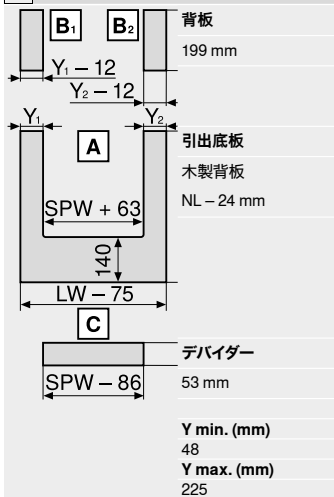 B₁
B₂
背板
199 mm
Y₁ – 12
Y₂ – 12
Y₁
Y₂
A
引出底板
木製背板
NL – 24 mm
SPW + 63
140
LW – 75
C
デバイダー
53 mm
SPW – 86
Y min. (mm)
48
Y max. (mm)
225